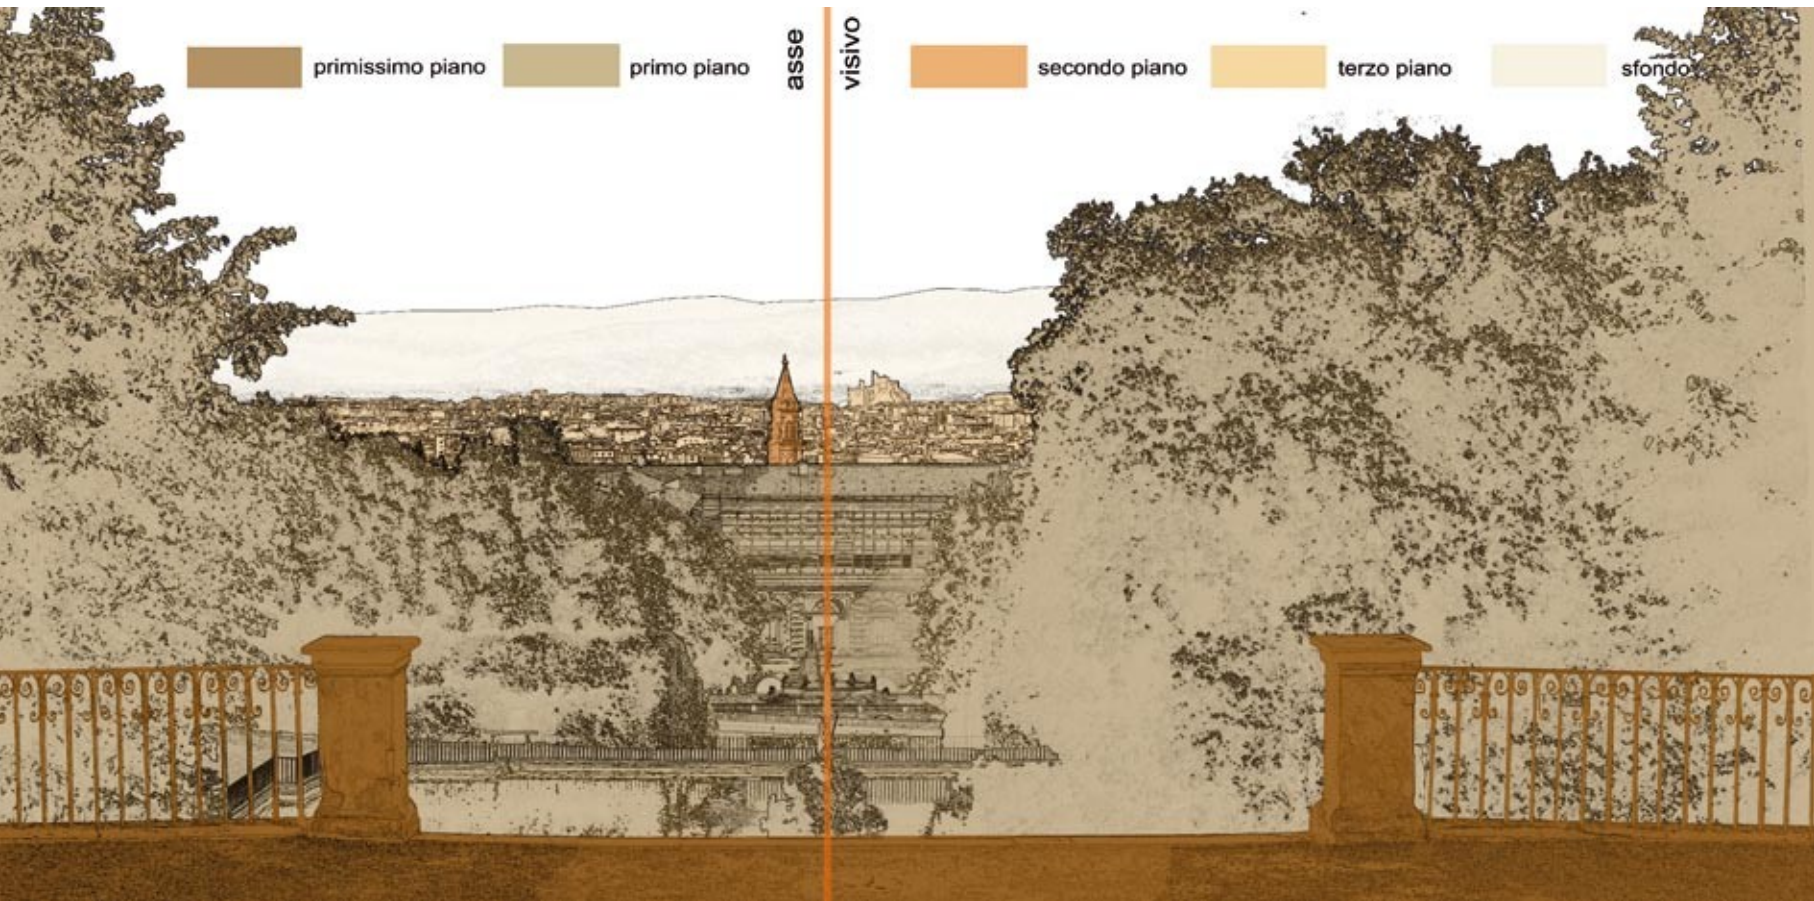 primissimo piano
primo piano
asse
visivo
secondo piano
terzo piano
sfondo